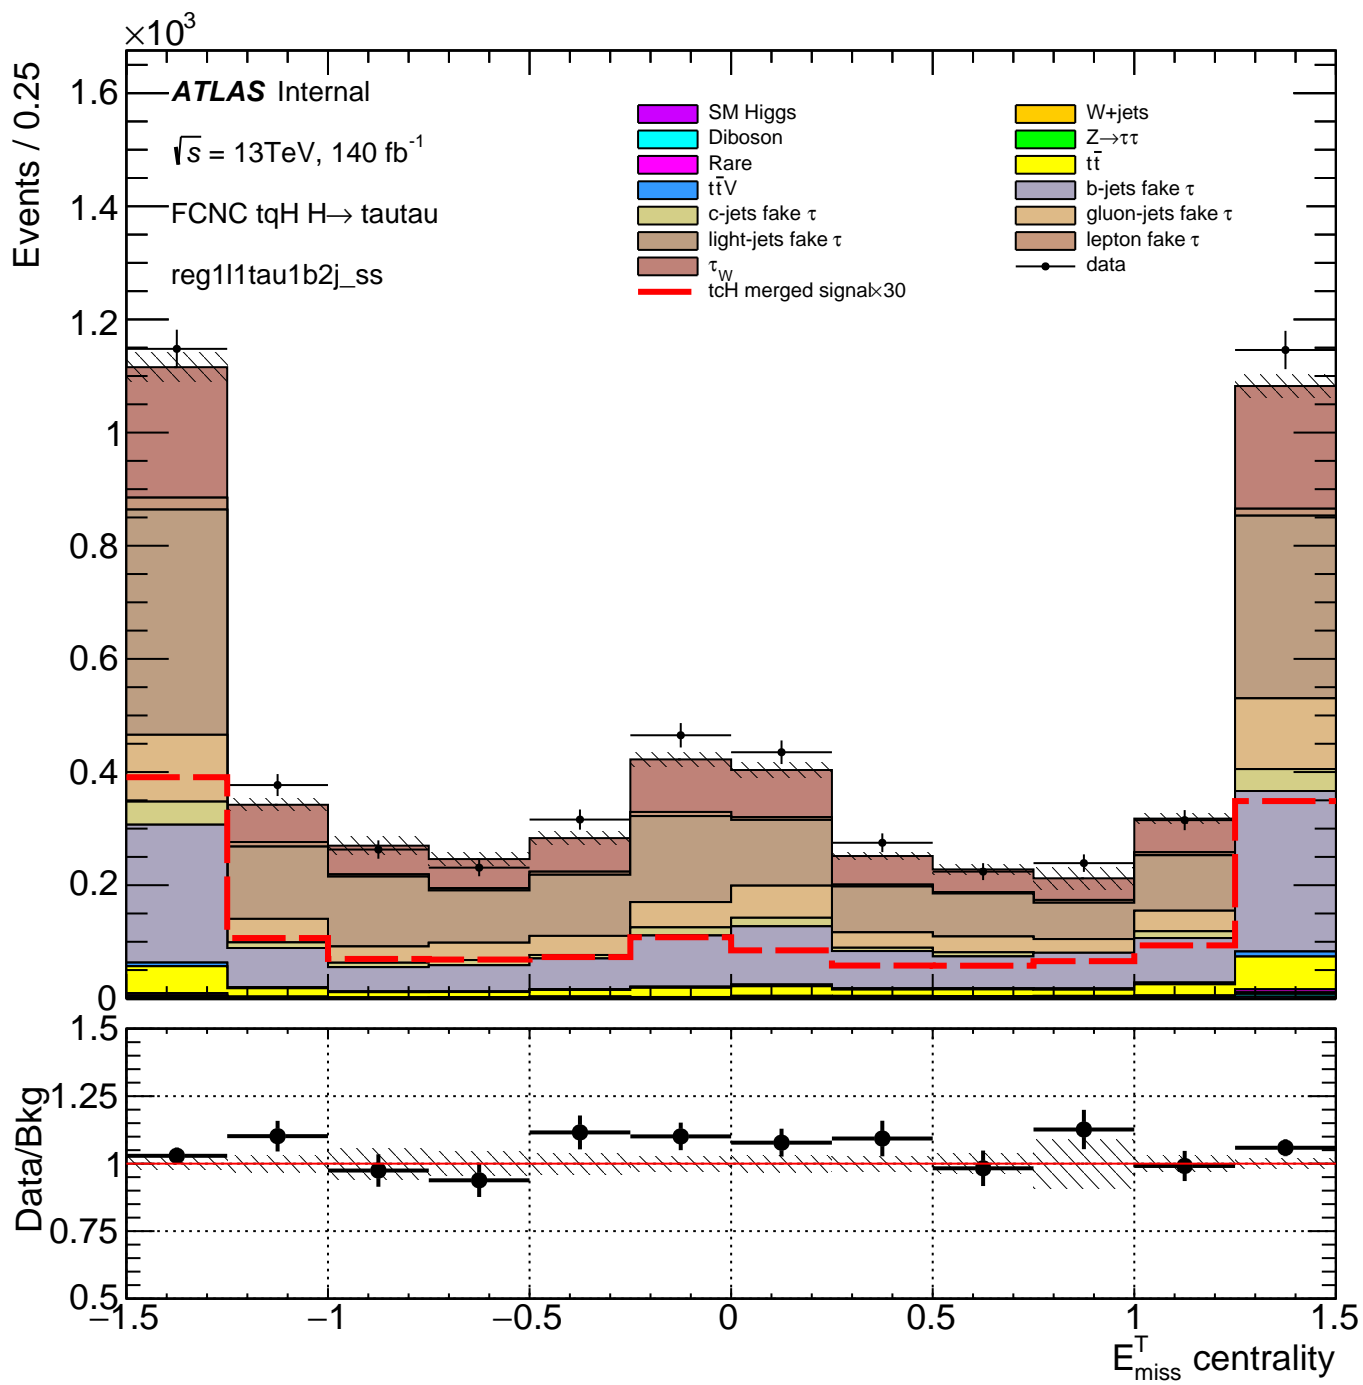 ×10³
Events / 0.25
1.6
1.4
1.2
1
0.8
0.6
0.4
0.2
0
ATLAS Internal
√s = 13TeV, 140 fb⁻¹
FCNC tqH H→ tautau
reg1l1tau1b2j_ss
SM Higgs
Diboson
Rare
tt̄V
c-jets fake τ
light-jets fake τ
τ_W
tcH merged signal×30
W+jets
Z→ττ
tt̄
b-jets fake τ
gluon-jets fake τ
lepton fake τ
data
Data/Bkg
1.5
1.25
1
0.75
0.5
−1.5 −1 −0.5 0 0.5 1 1.5
E^T_miss centrality